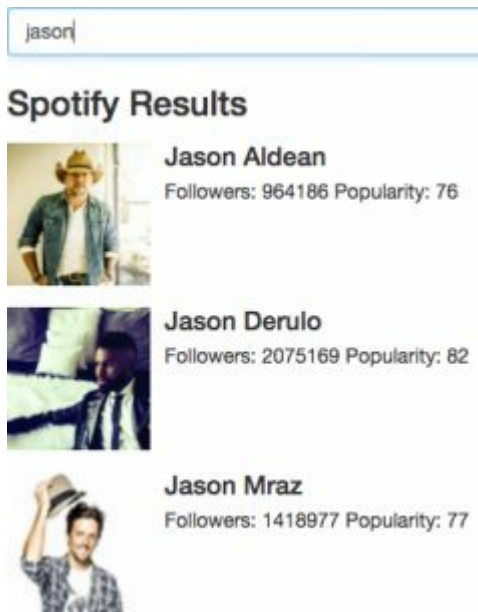 jason
Spotify Results
Jason Aldean
Followers: 964186 Popularity: 76
Jason Derulo
Followers: 2075169 Popularity: 82
Jason Mraz
Followers: 1418977 Popularity: 77